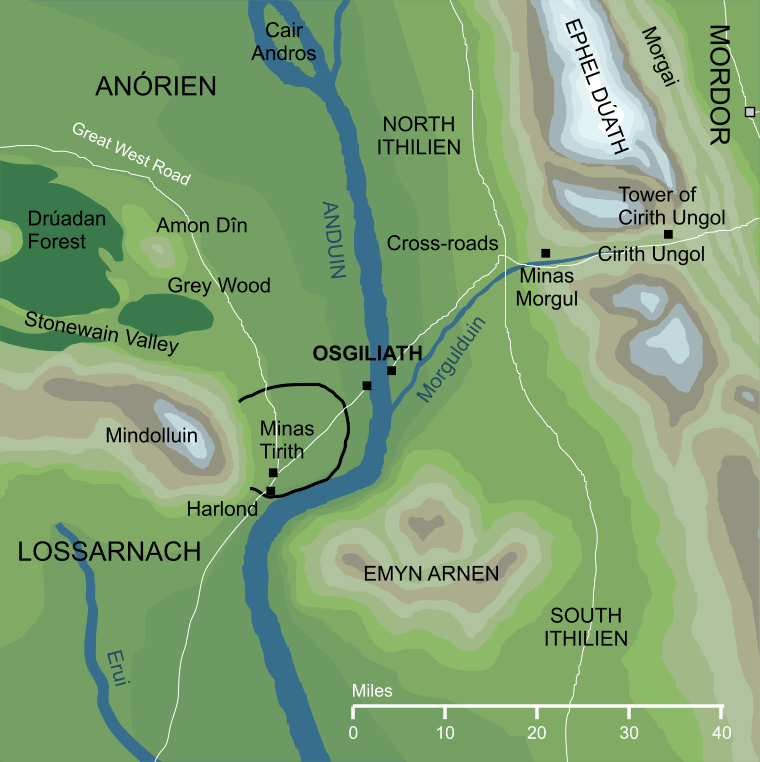 Cair
Andros
ANÓRIEN
EPHEL DÚATH
Morgai
MORDOR
NORTH
ITHILIEN
Great West Road
Drúadan
Forest
Amon Dîn
ANDUIN
Tower of
Cirith Ungol
Cross-roads
Cirith Ungol
Minas
Morgul
Grey Wood
Stonewain Valley
OSGILIATH
Morgulduin
Mindolluin
Minas
Tirith
Harlond
LOSSARNACH
EMYN ARNEN
SOUTH
ITHILIEN
Erui
Miles
0 10 20 30 40